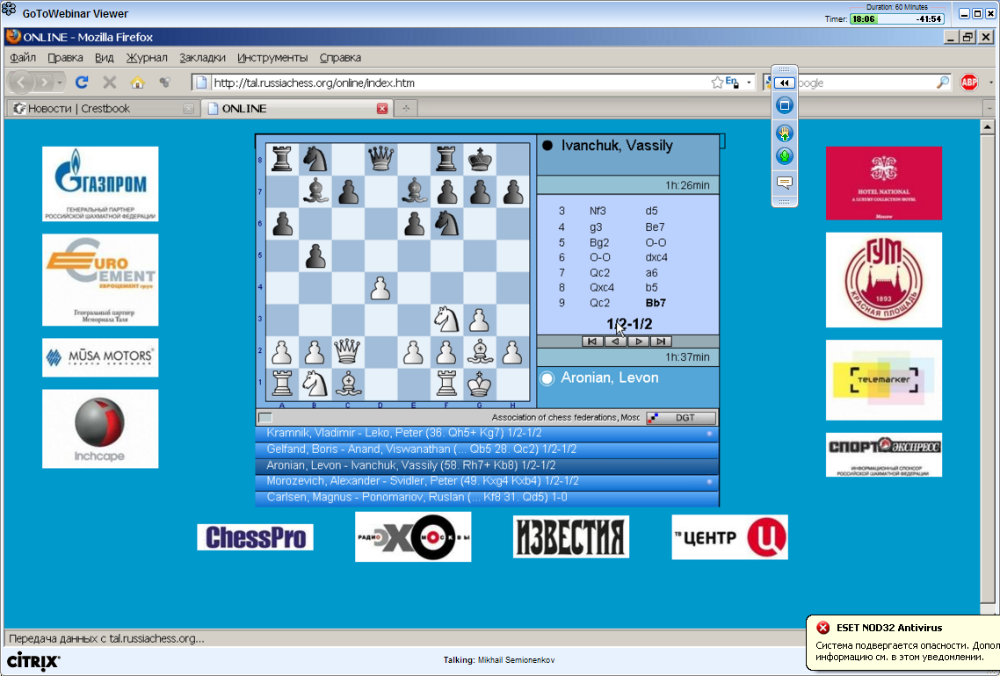 GoToWebinar Viewer
Duration: 60 Minutes
Timer: 18:06 -41:54
ONLINE - Mozilla Firefox
Файл Правка Вид Журнал Закладки Инструменты Справка
http://tal.russiachess.org/online/index.htm
En
oogle
ABP
Новости | Crestbook
ONLINE
ГАЗПРОМ
ГЕНЕРАЛЬНЫЙ ПАРТНЕР
РОССИЙСКОЙ ШАХМАТНОЙ ФЕДЕРАЦИИ
EURO
CEMENT
ЕВРОЦЕМЕНТ груп
Генеральный партнер
Мемориала Таля
MŪSA MOTORS
Inchcape
8
7
6
5
4
3
2
1
A B C D E F G H
Ivanchuk, Vassily
1h:26min
3 Nf3 d5
4 g3 Be7
5 Bg2 O-O
6 O-O dxc4
7 Qc2 a6
8 Qxc4 b5
9 Qc2 Bb7
1/2-1/2
1h:37min
Aronian, Levon
Association of chess federations, Mosc
DGT
Kramnik, Vladimir - Leko, Peter (36. Qh5+ Kg7) 1/2-1/2
Gelfand, Boris - Anand, Viswanathan (... Qb5 28. Qc2) 1/2-1/2
Aronian, Levon - Ivanchuk, Vassily (58. Rh7+ Kb8) 1/2-1/2
Morozevich, Alexander - Svidler, Peter (49. Kxg4 Kxb4) 1/2-1/2
Carlsen, Magnus - Ponomariov, Ruslan (... Kf8 31. Qd5) 1-0
HOTEL NATIONAL
A LUXURY COLLECTION HOTEL
Moscow
ГУМ
КРАСНАЯ ПЛОЩАДЬ
TELEMARKER
СПОРТ ЭКСПРЕСС
ИНФОРМАЦИОННЫЙ СПОНСОР
РОССИЙСКОЙ ШАХМАТНОЙ ФЕДЕРАЦИИ
ChessPro
РАДИО ЭХО МОСКВЫ
ИЗВЕСТИЯ
ТВ ЦЕНТР
Передача данных с tal.russiachess.org...
ESET NOD32 Antivirus
Система подвергается опасности. Допол
информацию см. в этом уведомлении.
CITRIX
Talking: Mikhail Semionenkov